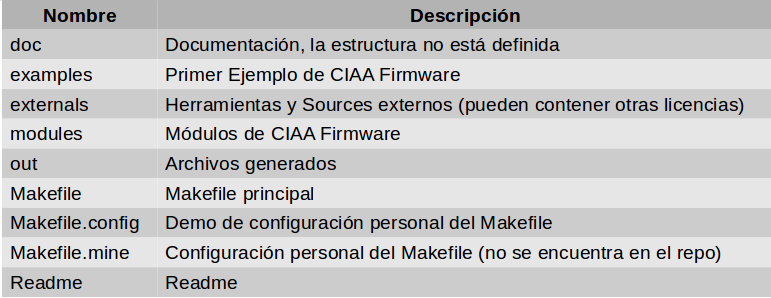 Nombre Descripción
doc Documentación, la estructura no está definida
examples Primer Ejemplo de CIAA Firmware
externals Herramientas y Sources externos (pueden contener otras licencias)
modules Módulos de CIAA Firmware
out Archivos generados
Makefile Makefile principal
Makefile.config Demo de configuración personal del Makefile
Makefile.mine Configuración personal del Makefile (no se encuentra en el repo)
Readme Readme